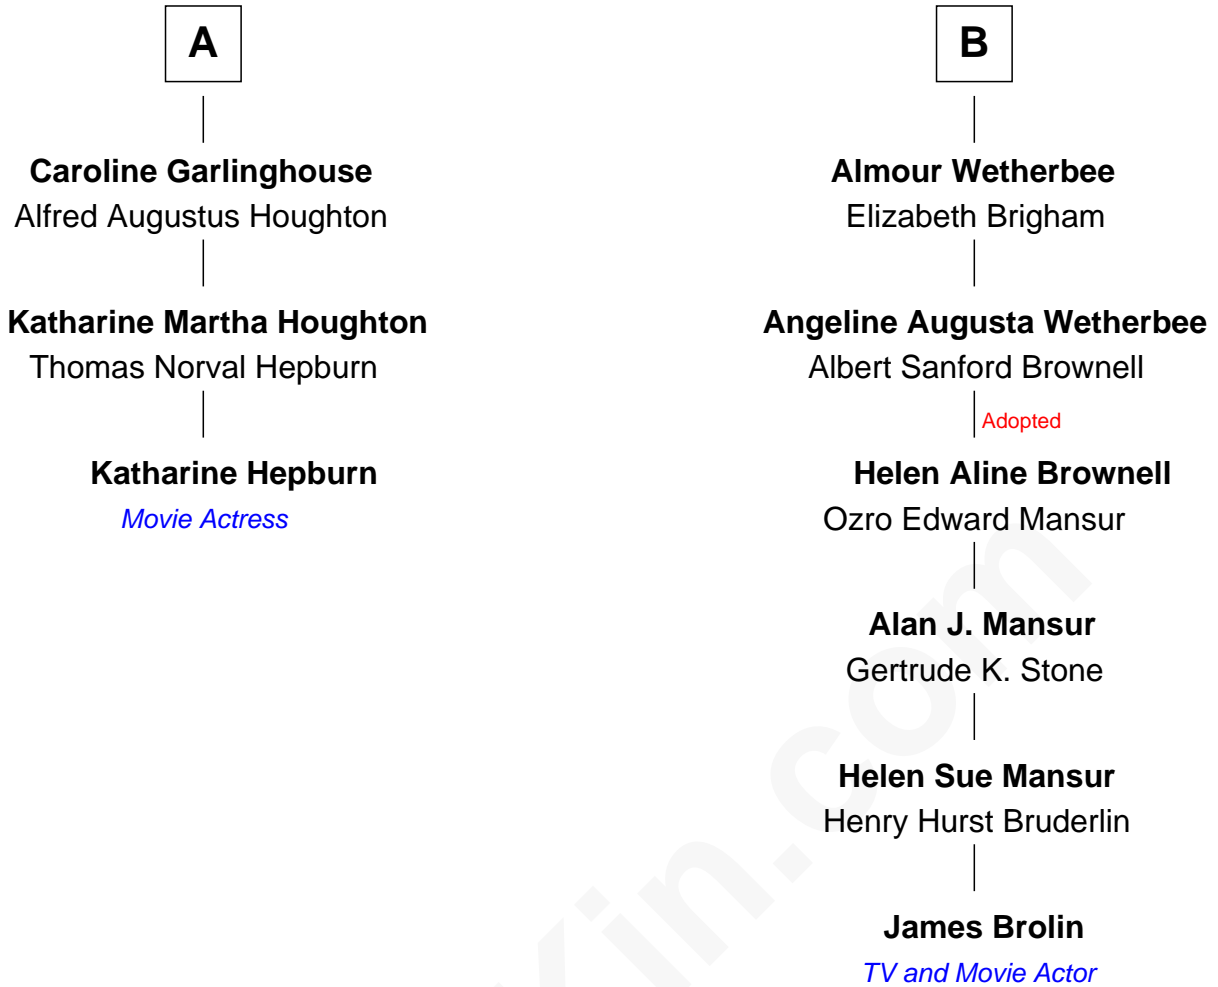 A
Caroline Garlinghouse
Alfred Augustus Houghton
Katharine Martha Houghton
Thomas Norval Hepburn
Katharine Hepburn
Movie Actress
B
Almour Wetherbee
Elizabeth Brigham
Angeline Augusta Wetherbee
Albert Sanford Brownell
Adopted
Helen Aline Brownell
Ozro Edward Mansur
Alan J. Mansur
Gertrude K. Stone
Helen Sue Mansur
Henry Hurst Bruderlin
James Brolin
TV and Movie Actor
Kin.com